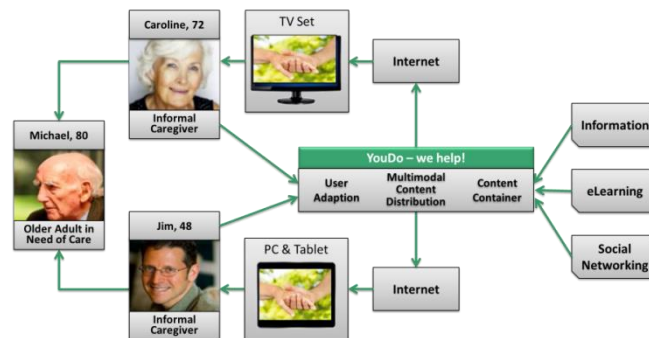 Caroline, 72
Informal
Caregiver
TV Set
Internet
Michael, 80
Older Adult in
Need of Care
YouDo – we help!
User
Adaption
Multimodal
Content
Distribution
Content
Container
Information
eLearning
Social
Networking
Jim, 48
Informal
Caregiver
PC & Tablet
Internet